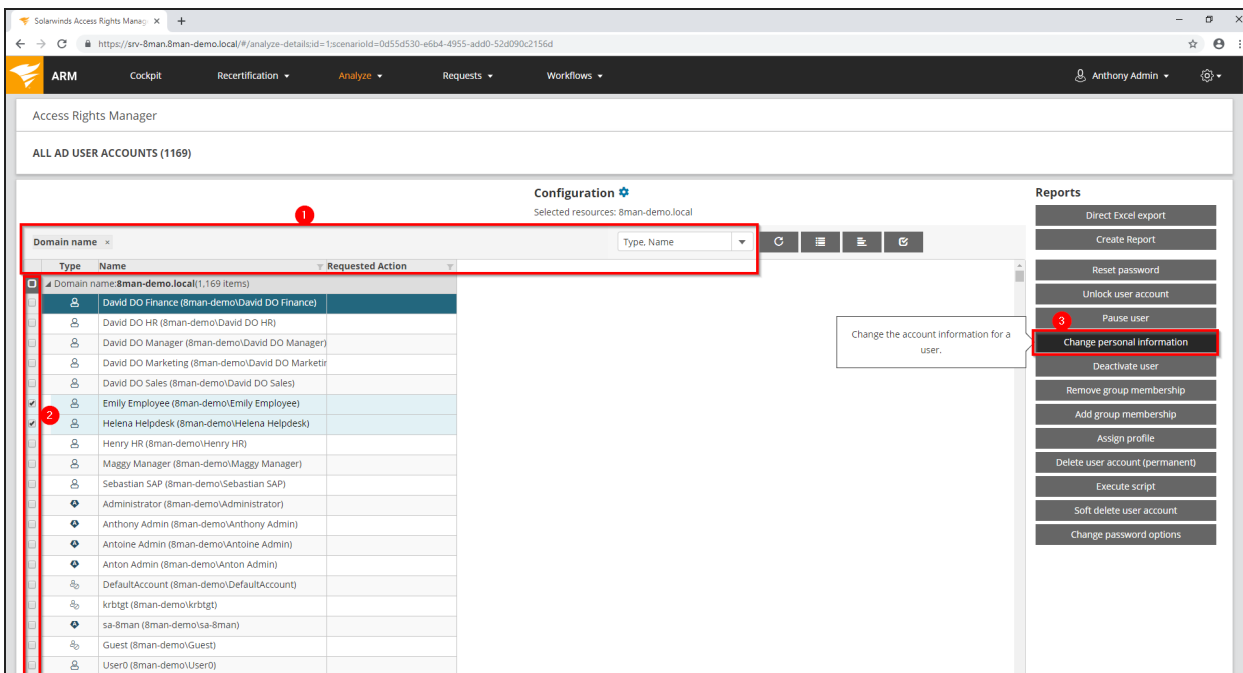 Solarwinds Access Rights Manag
https://srv-8man.8man-demo.local/#/analyze-details;id=1;scenarioId=0d55d530-e6b4-4955-add0-52d090c2156d
ARM Cockpit Recertification Analyze Requests Workflows Anthony Admin
Access Rights Manager
ALL AD USER ACCOUNTS (1169)
Configuration
Selected resources: 8man-demo.local
1
Domain name × Type, Name
Type Name Requested Action
Domain name:8man-demo.local(1,169 items)
David DO Finance (8man-demo\David DO Finance)
David DO HR (8man-demo\David DO HR)
David DO Manager (8man-demo\David DO Manager)
David DO Marketing (8man-demo\David DO Marketin
David DO Sales (8man-demo\David DO Sales)
Emily Employee (8man-demo\Emily Employee)
2
Helena Helpdesk (8man-demo\Helena Helpdesk)
Henry HR (8man-demo\Henry HR)
Maggy Manager (8man-demo\Maggy Manager)
Sebastian SAP (8man-demo\Sebastian SAP)
Administrator (8man-demo\Administrator)
Anthony Admin (8man-demo\Anthony Admin)
Antoine Admin (8man-demo\Antoine Admin)
Anton Admin (8man-demo\Anton Admin)
DefaultAccount (8man-demo\DefaultAccount)
krbtgt (8man-demo\krbtgt)
sa-8man (8man-demo\sa-8man)
Guest (8man-demo\Guest)
User0 (8man-demo\User0)
Change the account information for a
user.
Reports
Direct Excel export
Create Report
Reset password
Unlock user account
Pause user
3
Change personal information
Deactivate user
Remove group membership
Add group membership
Assign profile
Delete user account (permanent)
Execute script
Soft delete user account
Change password options